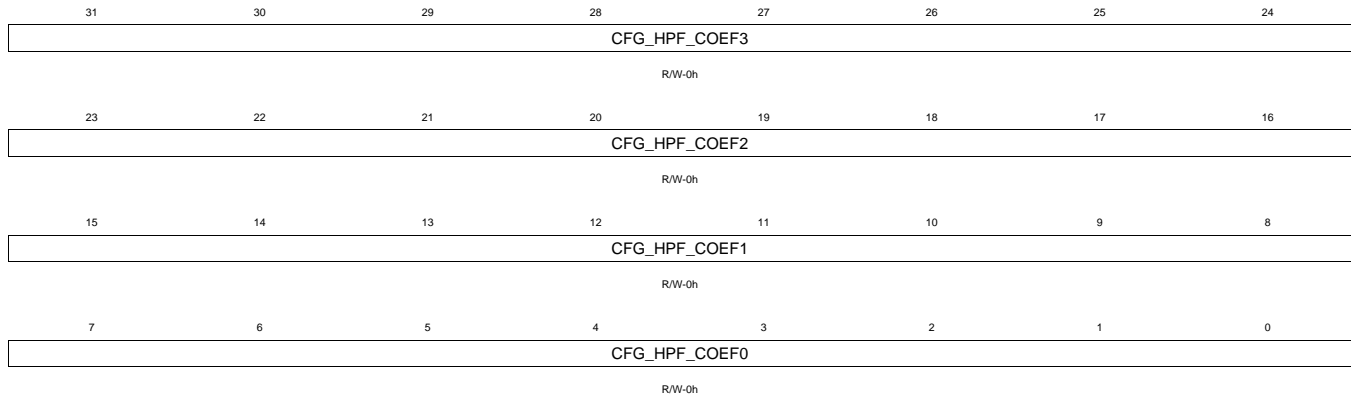 31 30 29 28 27 26 25 24
CFG_HPF_COEF3
R/W-0h
23 22 21 20 19 18 17 16
CFG_HPF_COEF2
R/W-0h
15 14 13 12 11 10 9 8
CFG_HPF_COEF1
R/W-0h
7 6 5 4 3 2 1 0
CFG_HPF_COEF0
R/W-0h